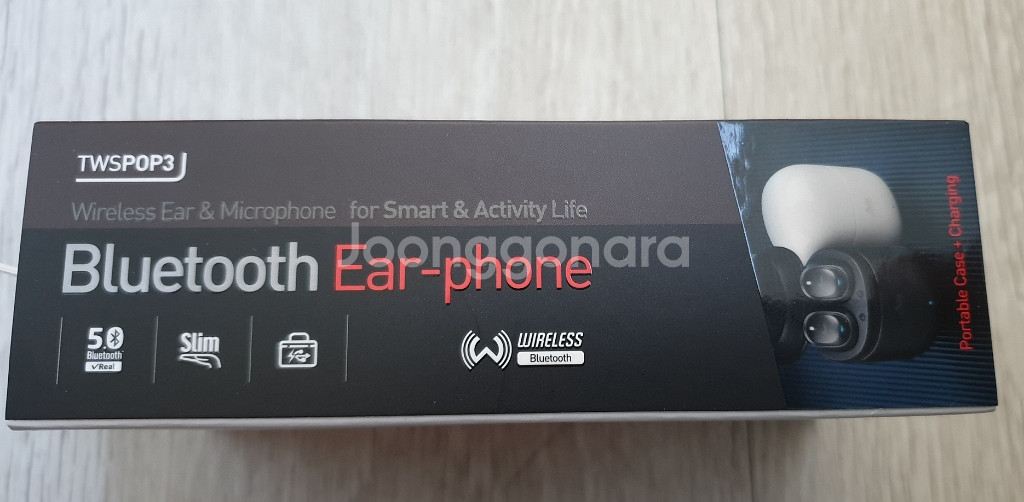 TWSPOP3
Wireless Ear & Microphone for Smart & Activity Life
Joonggonara
Bluetooth Ear-phone
5.0
Bluetooth
√Real
Slim
WIRELESS
Bluetooth
Portable Case + Charging